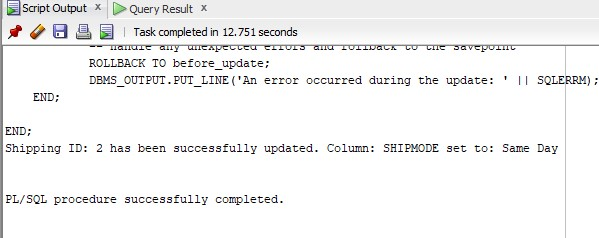 Script Output x Query Result x
Task completed in 12.751 seconds
-- handle any unexpected errors and rollback to the savepoint
ROLLBACK TO before_update;
DBMS_OUTPUT.PUT_LINE('An error occurred during the update: ' || SQLERRM);
END;
END;
Shipping ID: 2 has been successfully updated. Column: SHIPMODE set to: Same Day
PL/SQL procedure successfully completed.